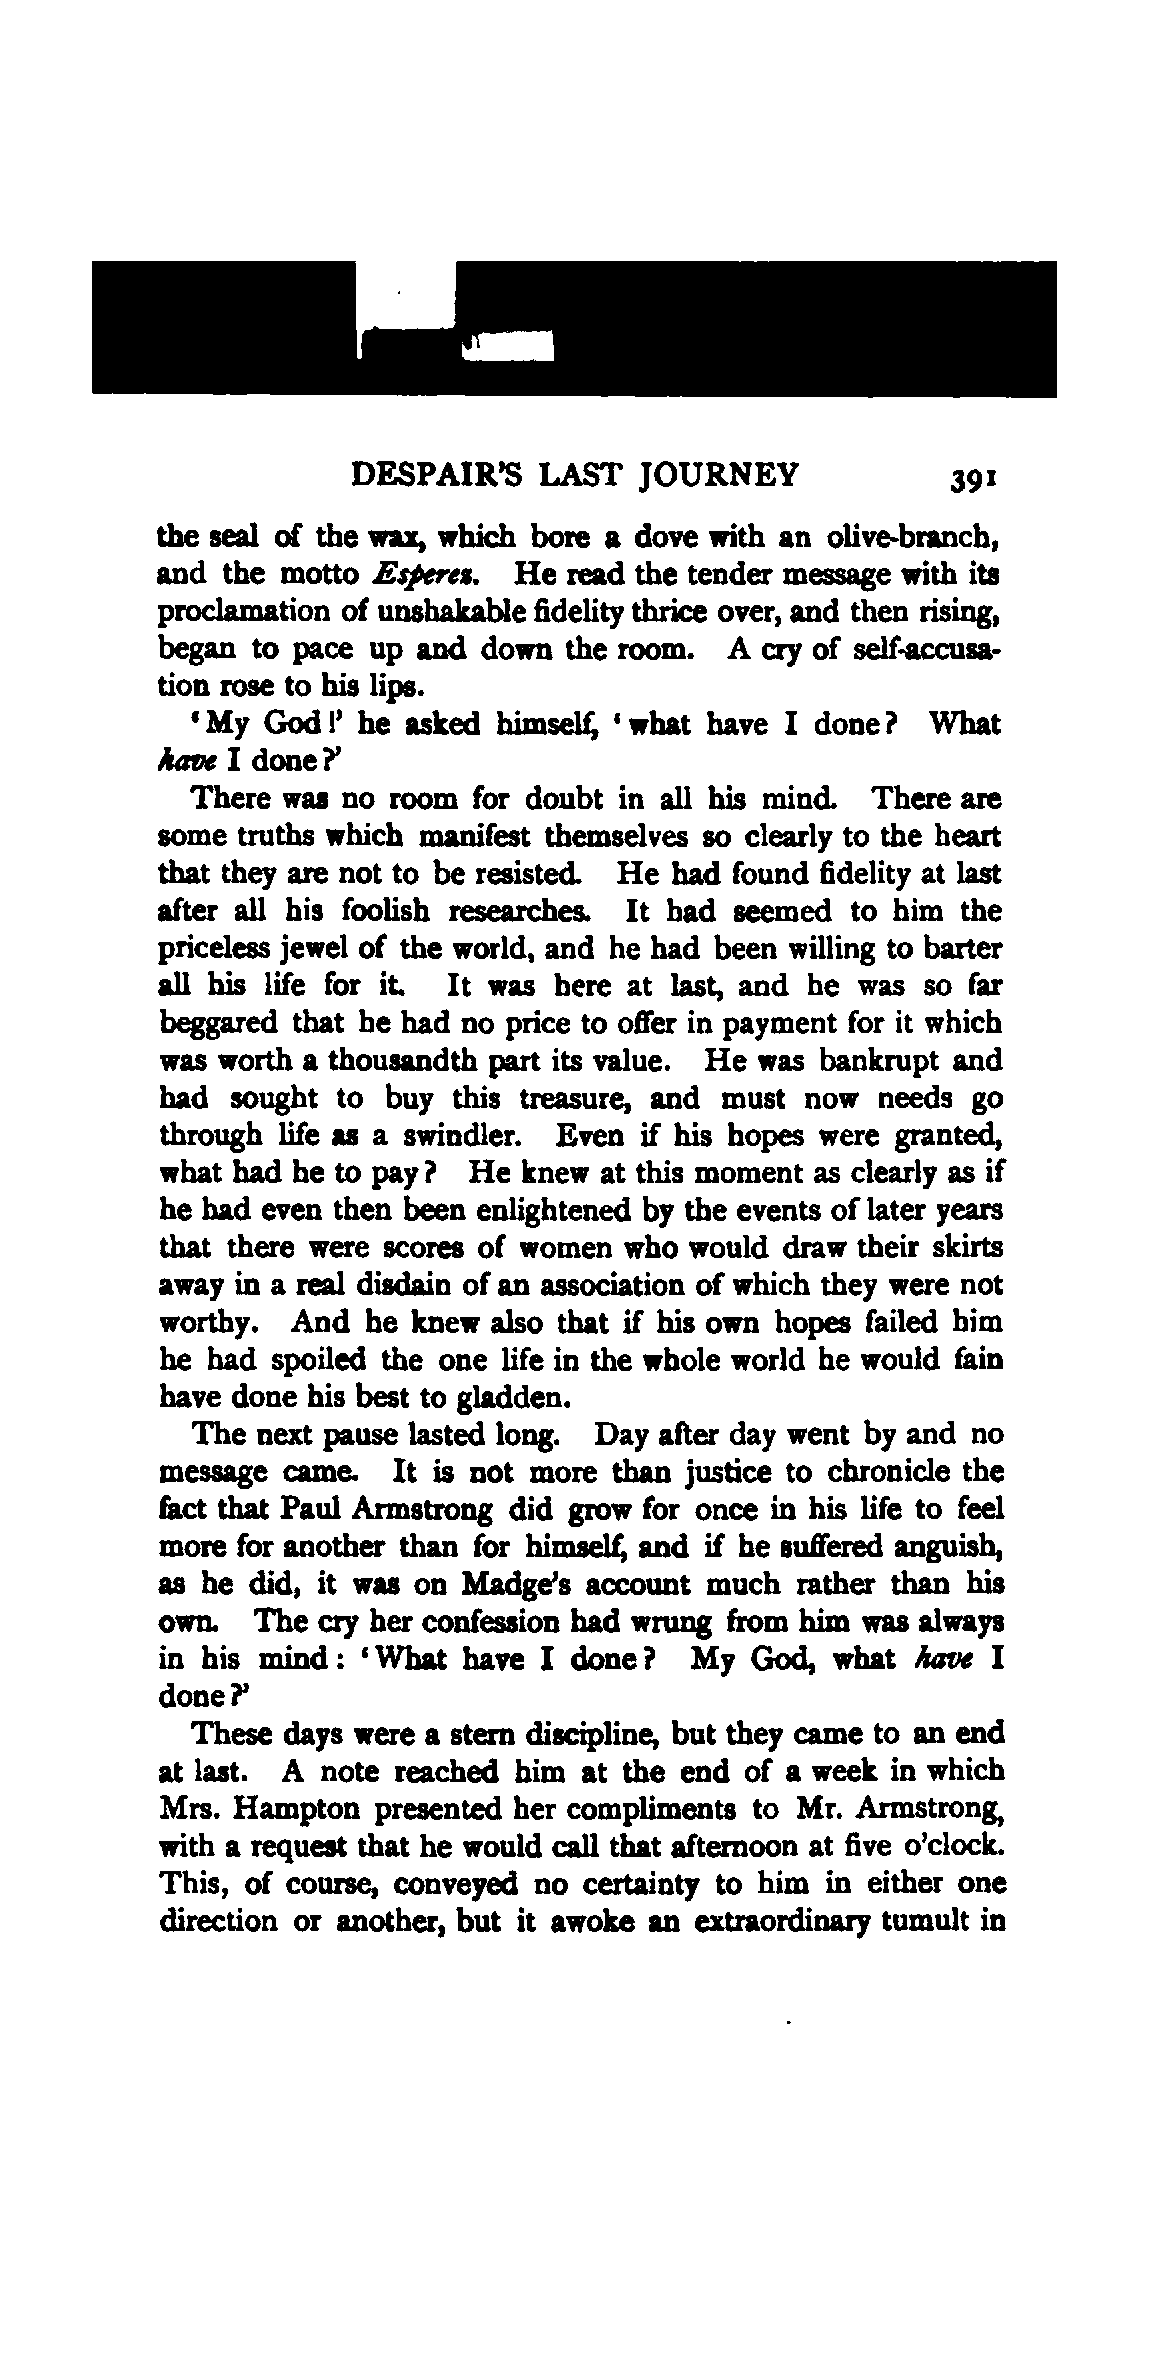 DESPAIR'S LAST JOURNEY 391
the seal of the wax, which bore a dove with an olive-branch,
and the motto Esperez. He read the tender message with its
proclamation of unshakable fidelity thrice over, and then rising,
began to pace up and down the room. A cry of self-accusa-
tion rose to his lips.
'My God!' he asked himself, 'what have I done? What
have I done?'
There was no room for doubt in all his mind. There are
some truths which manifest themselves so clearly to the heart
that they are not to be resisted. He had found fidelity at last
after all his foolish researches. It had seemed to him the
priceless jewel of the world, and he had been willing to barter
all his life for it. It was here at last, and he was so far
beggared that he had no price to offer in payment for it which
was worth a thousandth part its value. He was bankrupt and
had sought to buy this treasure, and must now needs go
through life as a swindler. Even if his hopes were granted,
what had he to pay? He knew at this moment as clearly as if
he had even then been enlightened by the events of later years
that there were scores of women who would draw their skirts
away in a real disdain of an association of which they were not
worthy. And he knew also that if his own hopes failed him
he had spoiled the one life in the whole world he would fain
have done his best to gladden.
The next pause lasted long. Day after day went by and no
message came. It is not more than justice to chronicle the
fact that Paul Armstrong did grow for once in his life to feel
more for another than for himself, and if he suffered anguish,
as he did, it was on Madge's account much rather than his
own. The cry her confession had wrung from him was always
in his mind: 'What have I done? My God, what have I
done?'
These days were a stern discipline, but they came to an end
at last. A note reached him at the end of a week in which
Mrs. Hampton presented her compliments to Mr. Armstrong,
with a request that he would call that afternoon at five o'clock.
This, of course, conveyed no certainty to him in either one
direction or another, but it awoke an extraordinary tumult in